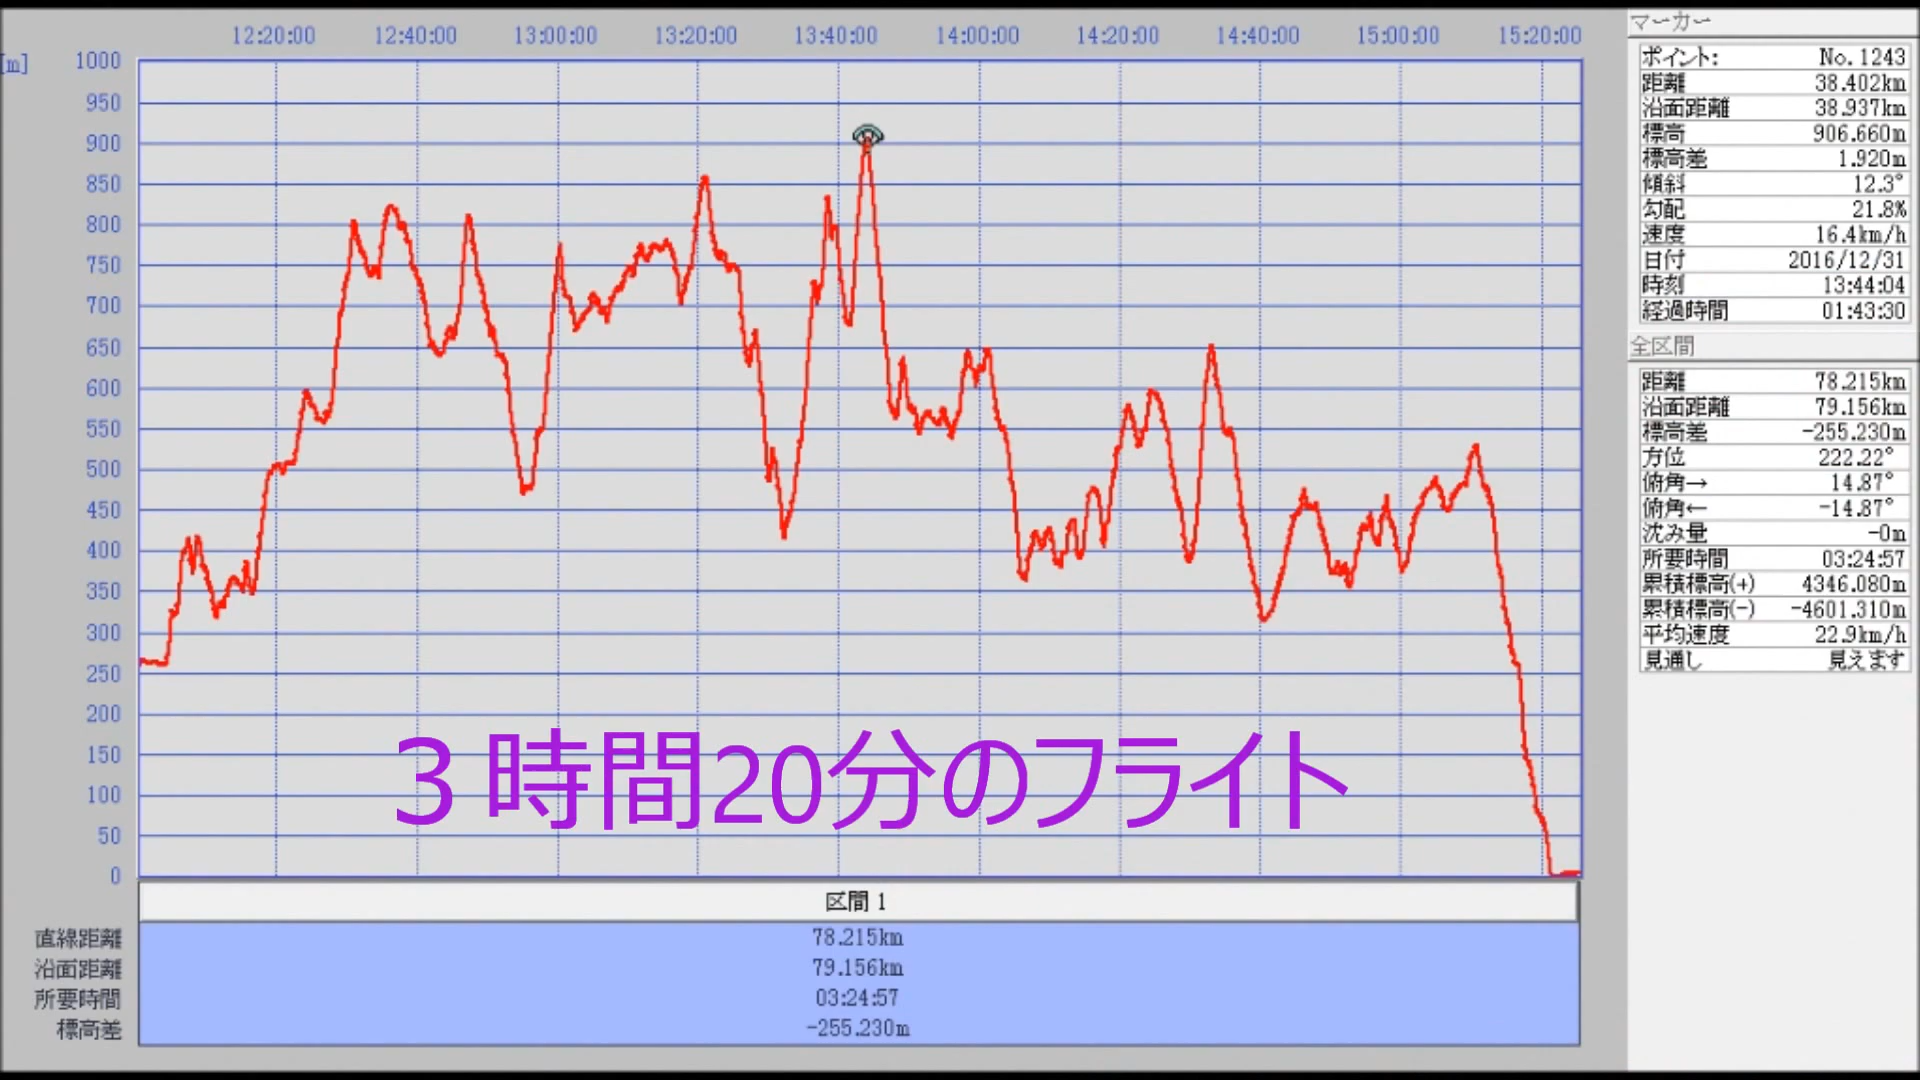 12:20:00 12:40:00 13:00:00 13:20:00 13:40:00 14:00:00 14:20:00 14:40:00 15:00:00 15:20:00
[m]
1000
950
900
850
800
750
700
650
600
550
500
450
400
350
300
250
200
150
100
50
0
3時間20分のフライト
区間 1
直線距離 78.215km
沿面距離 79.156km
所要時間 03:24:57
標高差 -255.230m
マーカー
ポイント: No. 1243
距離 38.402km
沿面距離 38.937km
標高 906.660m
標高差 1.920m
傾斜 12.3°
勾配 21.8%
速度 16.4km/h
日付 2016/12/31
時刻 13:44:04
経過時間 01:43:30
全区間
距離 78.215km
沿面距離 79.156km
標高差 -255.230m
方位 222.22°
俯角→ 14.87°
俯角← -14.87°
沈み量 -0m
所要時間 03:24:57
累積標高(+) 4346.080m
累積標高(-) -4601.310m
平均速度 22.9km/h
見通し 見えます